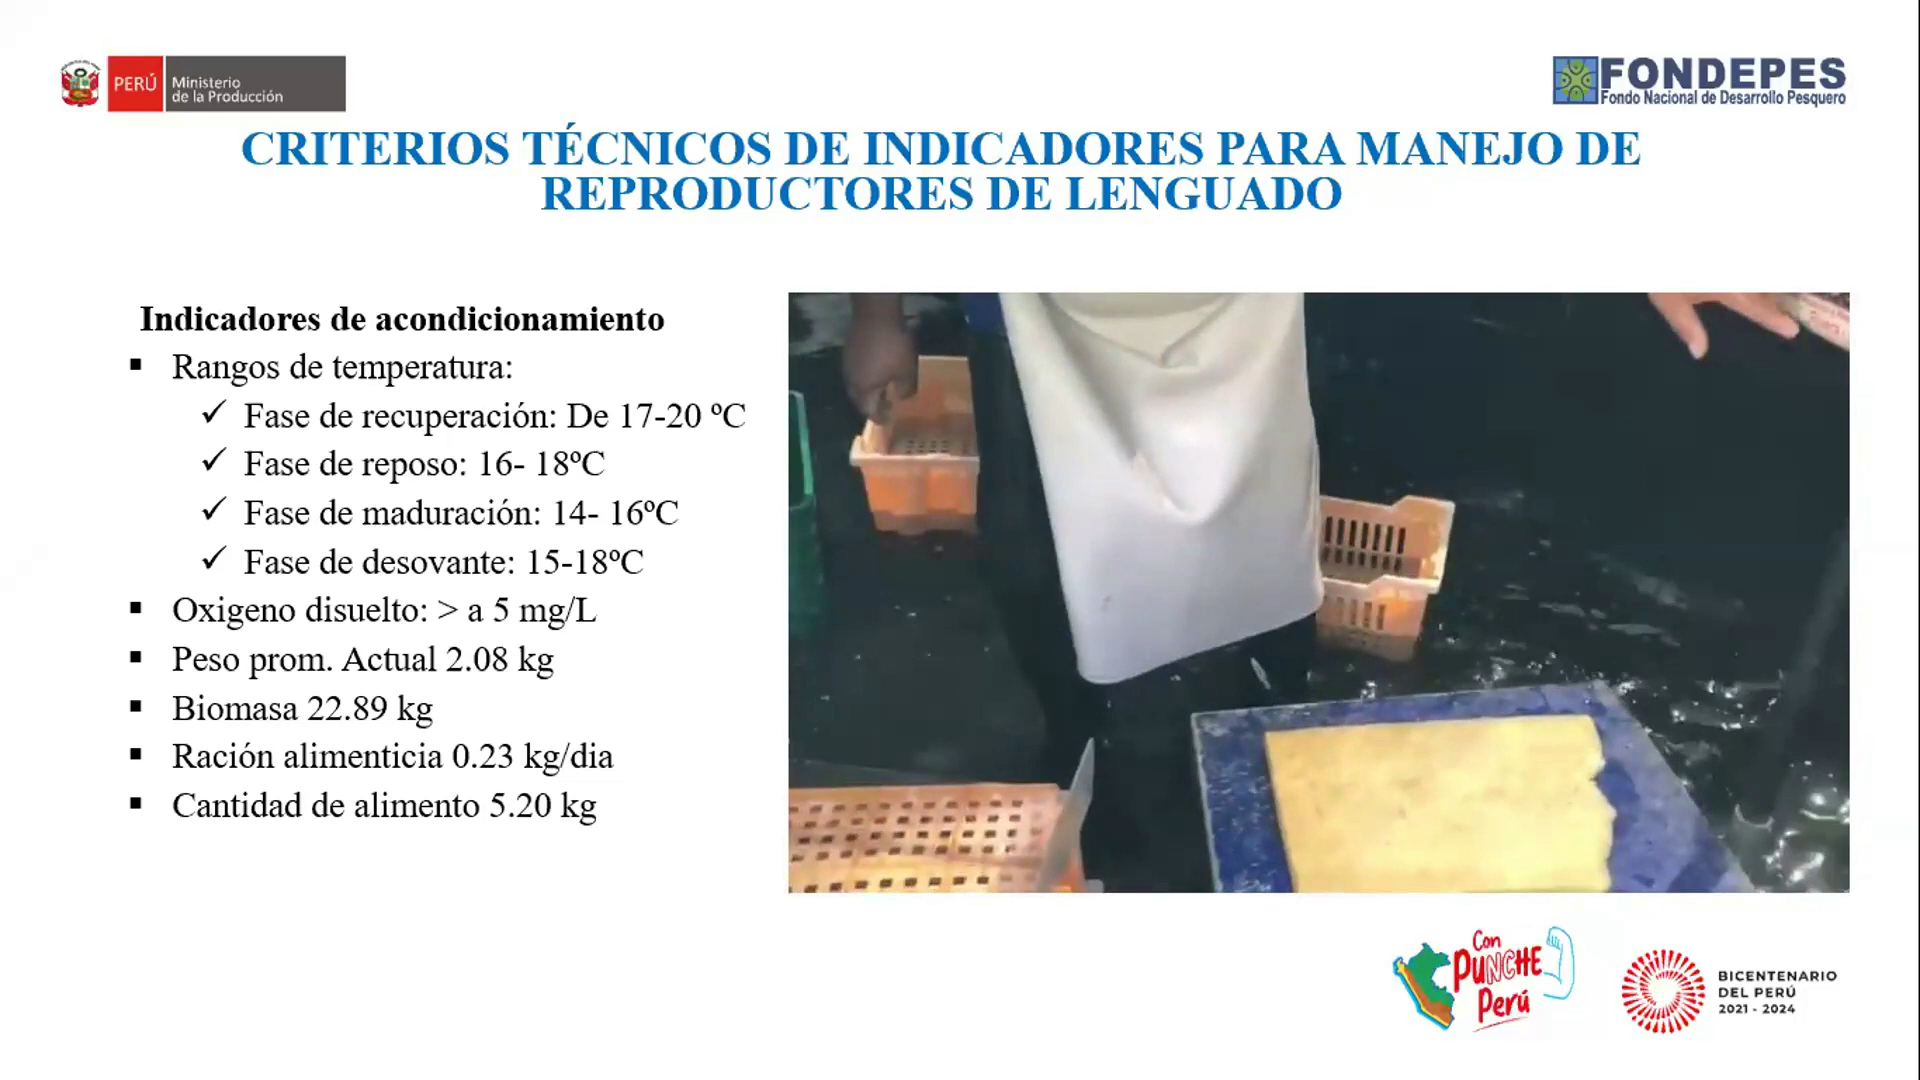 PERÚ
Ministerio
de la Producción
FONDEPES
Fondo Nacional de Desarrollo Pesquero
CRITERIOS TÉCNICOS DE INDICADORES PARA MANEJO DE
REPRODUCTORES DE LENGUADO
Indicadores de acondicionamiento
▪ Rangos de temperatura:
✓ Fase de recuperación: De 17-20 ºC
✓ Fase de reposo: 16- 18ºC
✓ Fase de maduración: 14- 16ºC
✓ Fase de desovante: 15-18ºC
▪ Oxigeno disuelto: > a 5 mg/L
▪ Peso prom. Actual 2.08 kg
▪ Biomasa 22.89 kg
▪ Ración alimenticia 0.23 kg/dia
▪ Cantidad de alimento 5.20 kg
Con
PUNCHE
Perú
BICENTENARIO
DEL PERÚ
2021 - 2024